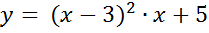 y = (x − 3)² · x + 5